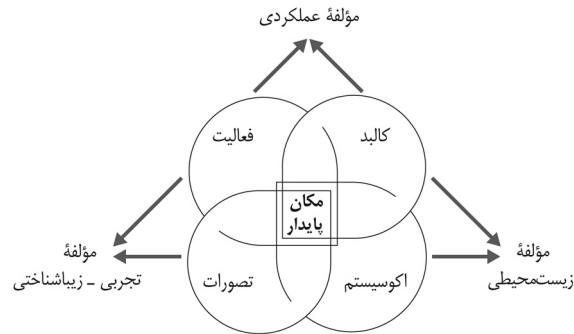 مؤلفهٔ عملکردی
کالبد
فعالیت
مکان
پایدار
مؤلفهٔ
زیست‌محیطی
مؤلفهٔ
تجربی ـ زیباشناختی
اکوسیستم
تصورات